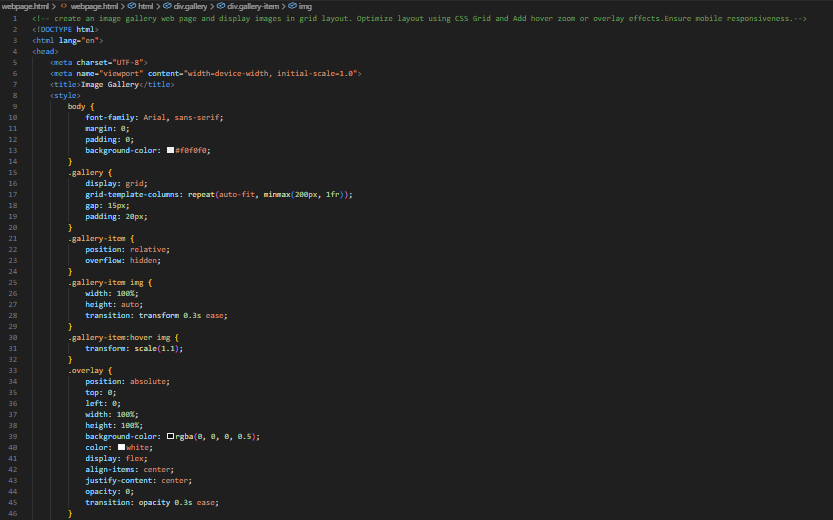 webpage.html > <> webpage.html > html > div.gallery > div.gallery-item > img
1 <!-- create an image gallery web page and display images in grid layout. Optimize layout using CSS Grid and Add hover zoom or overlay effects.Ensure mobile responsiveness.-->
2 <!DOCTYPE html>
3 <html lang="en">
4 <head>
5 <meta charset="UTF-8">
6 <meta name="viewport" content="width=device-width, initial-scale=1.0">
7 <title>Image Gallery</title>
8 <style>
9 body {
10 font-family: Arial, sans-serif;
11 margin: 0;
12 padding: 0;
13 background-color: #f0f0f0;
14 }
15 .gallery {
16 display: grid;
17 grid-template-columns: repeat(auto-fit, minmax(200px, 1fr));
18 gap: 15px;
19 padding: 20px;
20 }
21 .gallery-item {
22 position: relative;
23 overflow: hidden;
24 }
25 .gallery-item img {
26 width: 100%;
27 height: auto;
28 transition: transform 0.3s ease;
29 }
30 .gallery-item:hover img {
31 transform: scale(1.1);
32 }
33 .overlay {
34 position: absolute;
35 top: 0;
36 left: 0;
37 width: 100%;
38 height: 100%;
39 background-color: rgba(0, 0, 0, 0.5);
40 color: white;
41 display: flex;
42 align-items: center;
43 justify-content: center;
44 opacity: 0;
45 transition: opacity 0.3s ease;
46 }